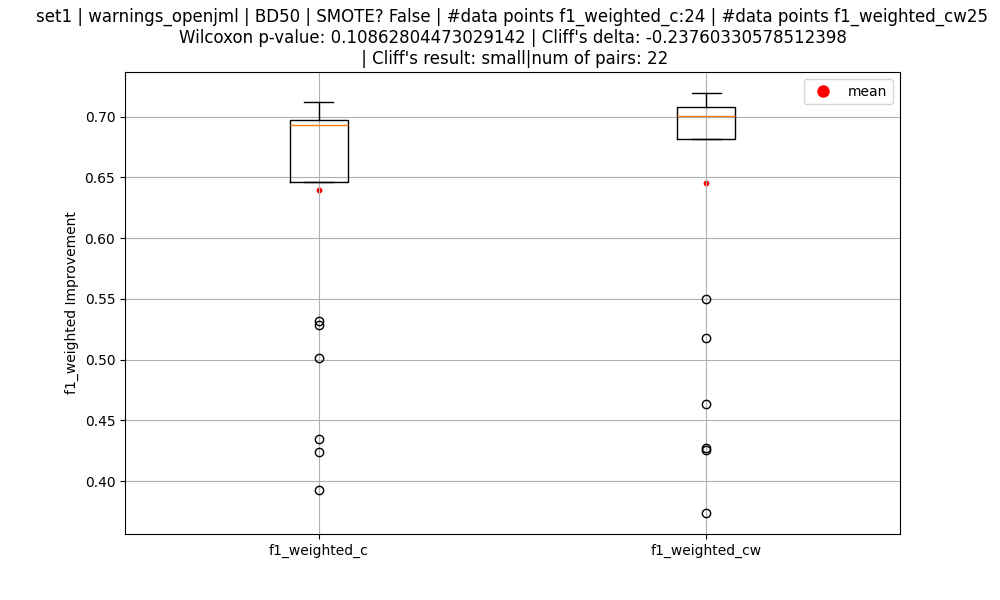 set1 | warnings_openjml | BD50 | SMOTE? False | #data points f1_weighted_c:24 | #data points f1_weighted_cw25
Wilcoxon p-value: 0.10862804473029142 | Cliff's delta: -0.23760330578512398
| Cliff's result: small|num of pairs: 22
mean
f1_weighted Improvement
0.70
0.65
0.60
0.55
0.50
0.45
0.40
f1_weighted_c
f1_weighted_cw